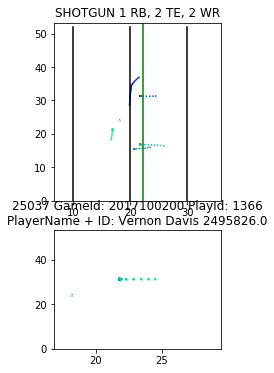 SHOTGUN 1 RB, 2 TE, 2 WR
50
40
30
20
10
0
10 20 30
25037 GameId: 2017100200 PlayId: 1366
PlayerName + ID: Vernon Davis 2495826.0
40
20
0
20 25